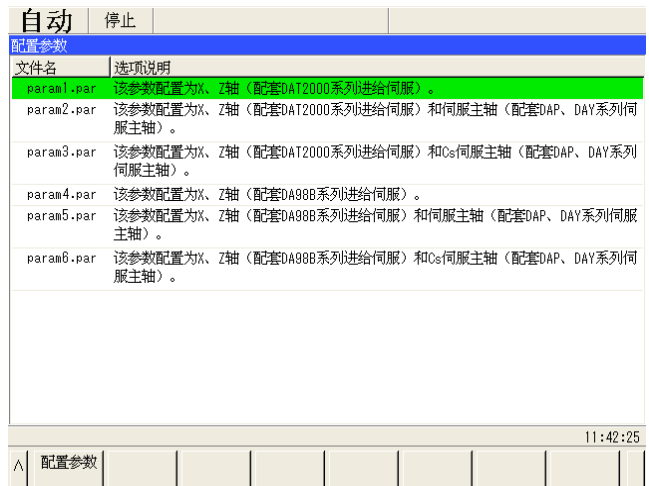 自动 停止
配置参数
文件名 选项说明
param1.par 该参数配置为X、Z轴（配套DAT2000系列进给伺服）。
param2.par 该参数配置为X、Z轴（配套DAT2000系列进给伺服）和伺服主轴（配套DAP、DAY系列伺
服主轴）。
param3.par 该参数配置为X、Z轴（配套DAT2000系列进给伺服）和Cs伺服主轴（配套DAP、DAY系列
伺服主轴）。
param4.par 该参数配置为X、Z轴（配套DA98B系列进给伺服）。
param5.par 该参数配置为X、Z轴（配套DA98B系列进给伺服）和伺服主轴（配套DAP、DAY系列伺服
主轴）。
param6.par 该参数配置为X、Z轴（配套DA98B系列进给伺服）和Cs伺服主轴（配套DAP、DAY系列伺
服主轴）。
11:42:25
∧ 配置参数